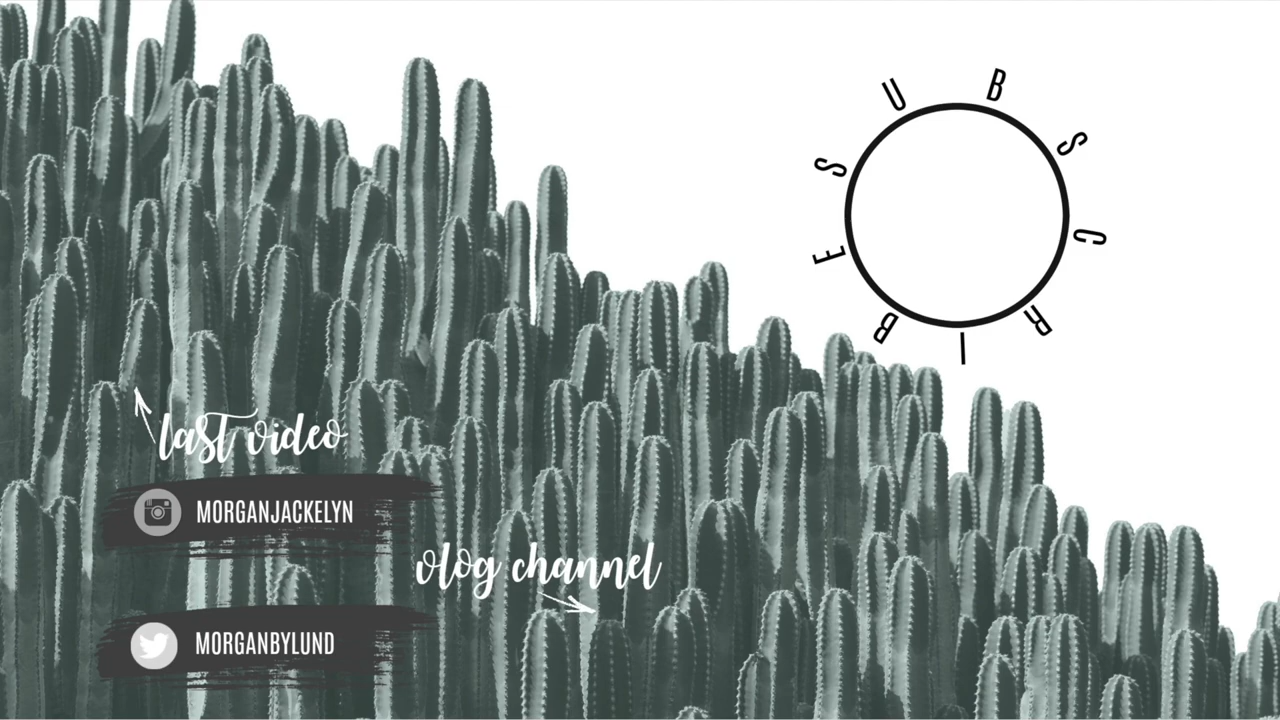 SUBSCRIBE
last video
MORGANJACKELYN
vlog channel
MORGANBYLUND